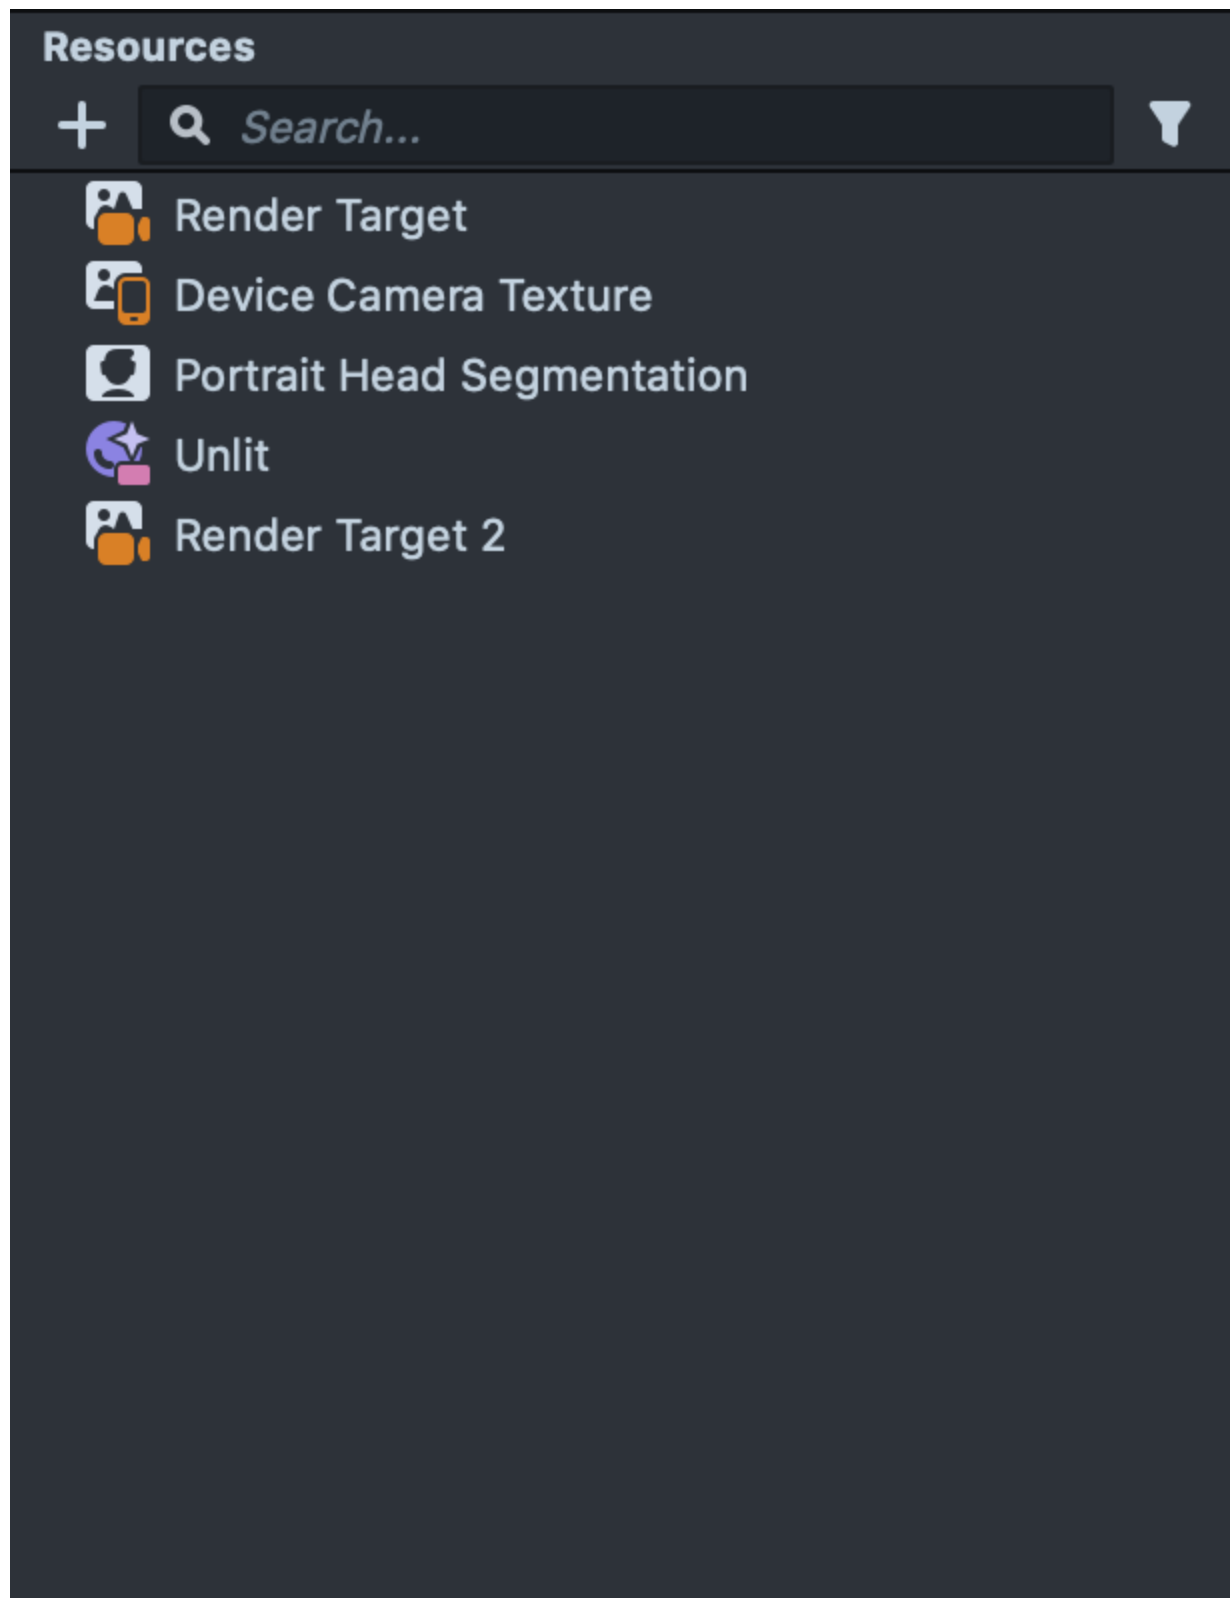 Resources
Search...
Render Target
Device Camera Texture
Portrait Head Segmentation
Unlit
Render Target 2